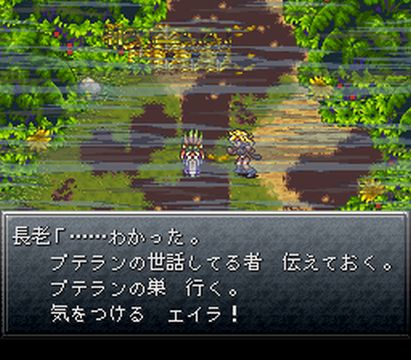 長老「……わかった。
プテランの世話してる者　伝えておく。
プテランの巣　行く。
気をつける　エイラ！